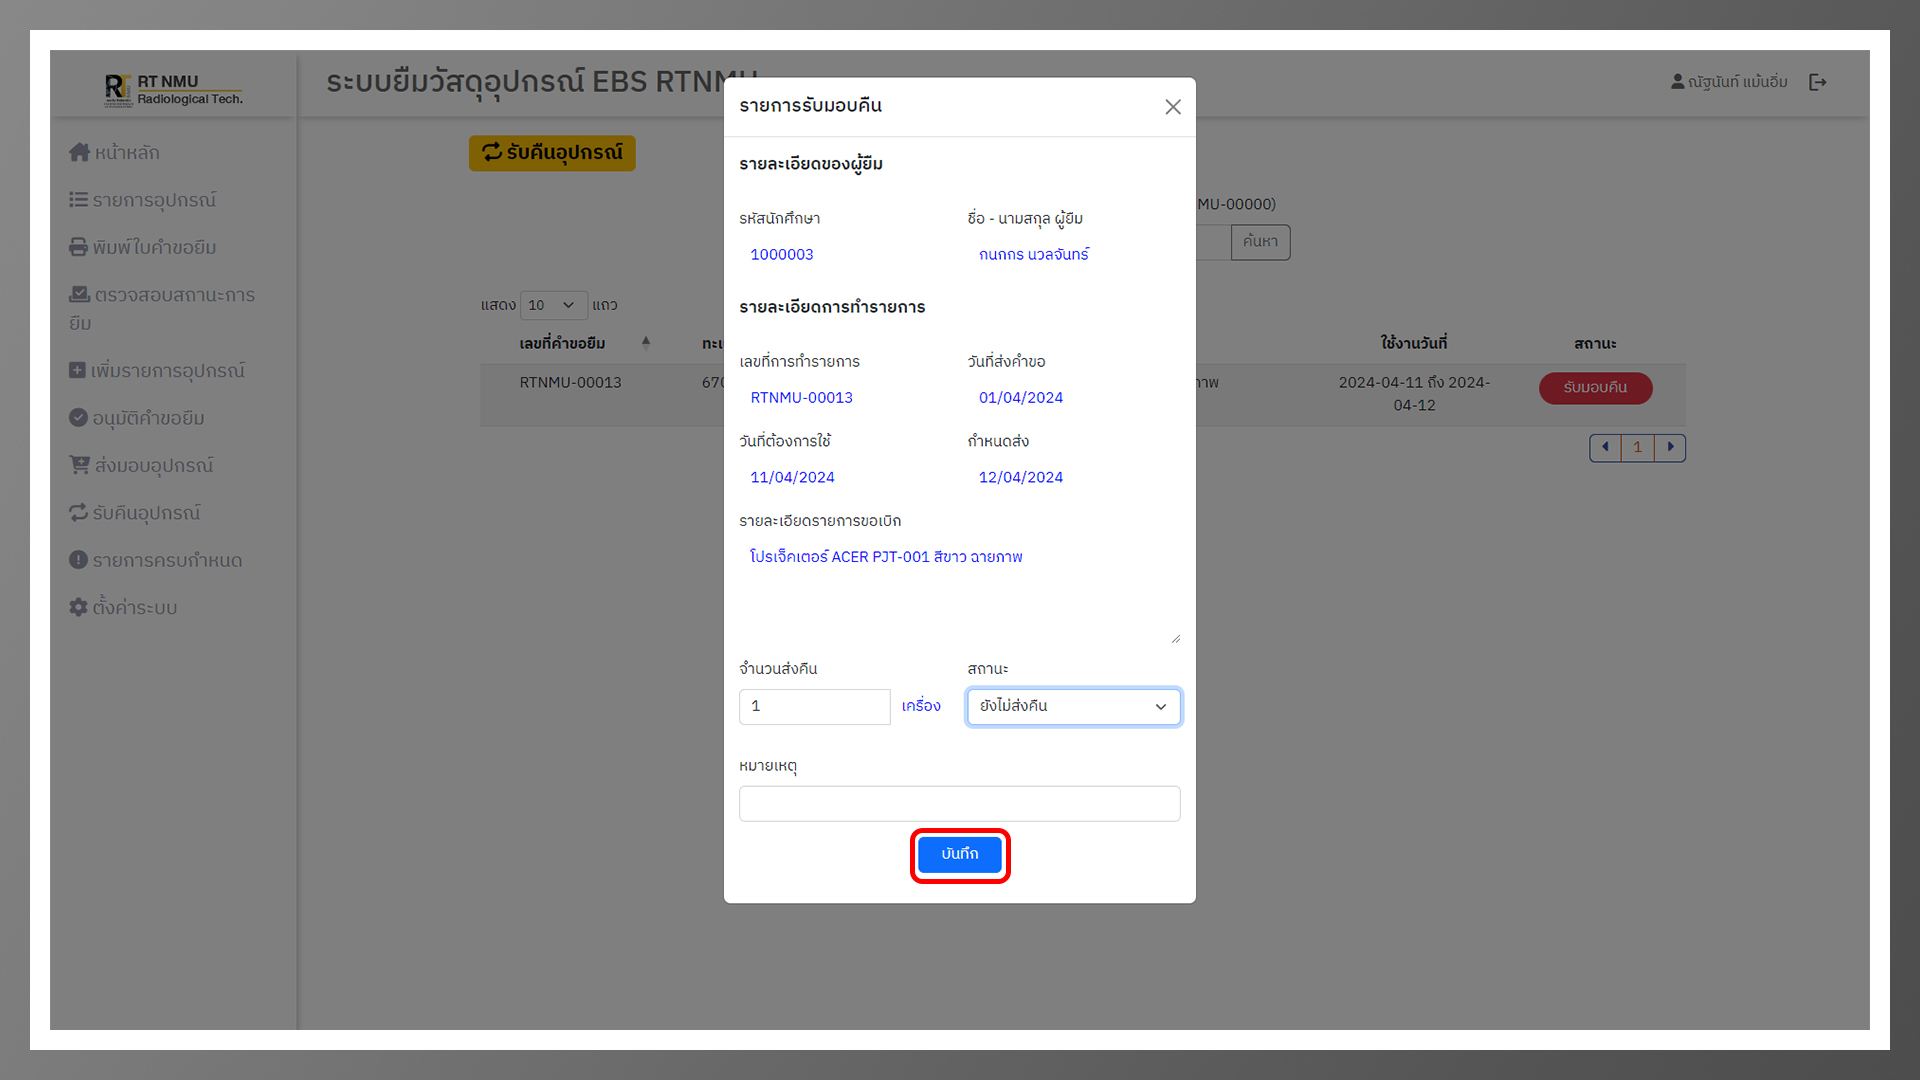 RT NMU
Radiological Tech.
ระบบยืมวัสดุอุปกรณ์ EBS RTNMU
ณัฐนันท์ แม้นอิ่ม
หน้าหลัก
รายการอุปกรณ์
พิมพ์ใบคำขอยืม
ตรวจสอบสถานะการ
ยืม
เพิ่มรายการอุปกรณ์
อนุมัติคำขอยืม
ส่งมอบอุปกรณ์
รับคืนอุปกรณ์
รายการครบกำหนด
ตั้งค่าระบบ
รับคืนอุปกรณ์
MU-00000)
ค้นหา
แสดง 10 แถว
เลขที่คำขอยืม
ใช้งานวันที่
สถานะ
RTNMU-00013
2024-04-11 ถึง 2024-
04-12
รับมอบคืน
1
รายการรับมอบคืน
รายละเอียดของผู้ยืม
รหัสนักศึกษา
ชื่อ - นามสกุล ผู้ยืม
1000003
กนกกร นวลจันทร์
รายละเอียดการทำรายการ
เลขที่การทำรายการ
วันที่ส่งคำขอ
RTNMU-00013
01/04/2024
วันที่ต้องการใช้
กำหนดส่ง
11/04/2024
12/04/2024
รายละเอียดรายการขอเบิก
โปรเจ็คเตอร์ ACER PJT-001 สีขาว ฉายภาพ
จำนวนส่งคืน
สถานะ
1 เครื่อง
ยังไม่ส่งคืน
หมายเหตุ
บันทึก